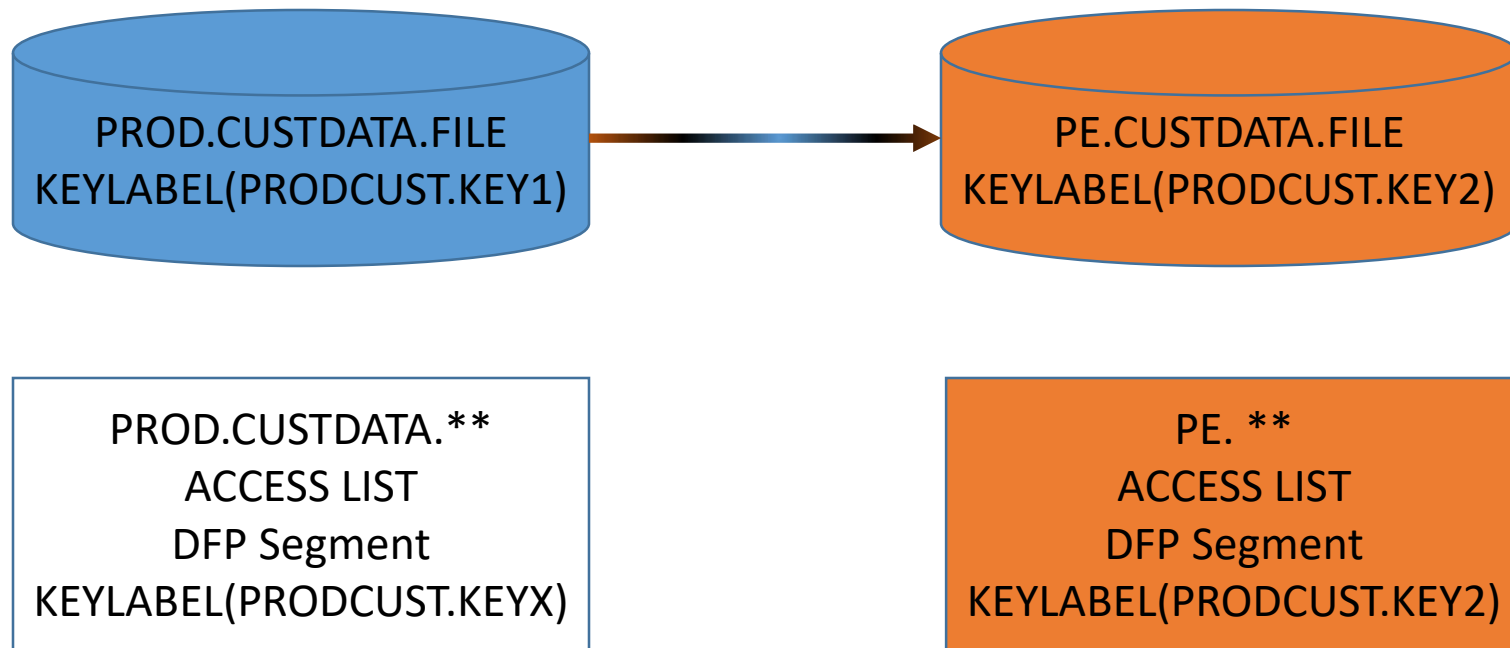 PROD.CUSTDATA.FILE
KEYLABEL(PRODCUST.KEY1)
PE.CUSTDATA.FILE
KEYLABEL(PRODCUST.KEY2)
PROD.CUSTDATA.**
ACCESS LIST
DFP Segment
KEYLABEL(PRODCUST.KEYX)
PE. **
ACCESS LIST
DFP Segment
KEYLABEL(PRODCUST.KEY2)